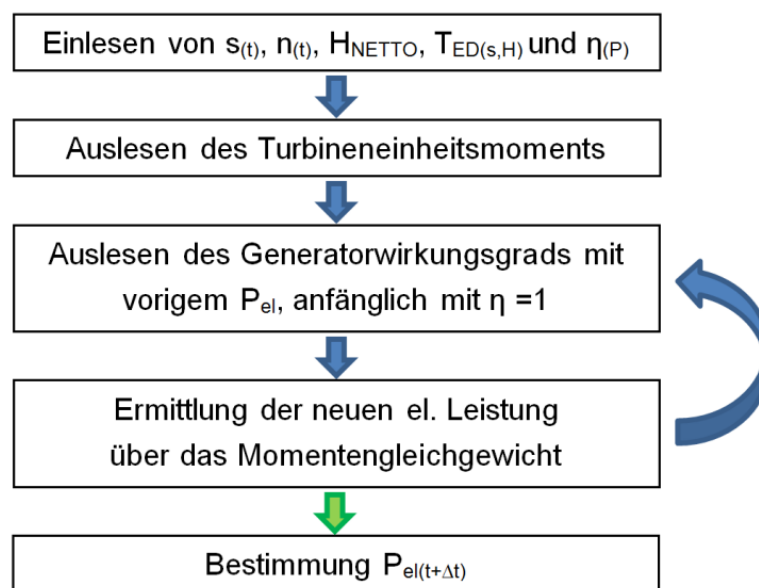 Einlesen von s(t), n(t), HNETTO, TED(s,H) und η(P)
Auslesen des Turbineneinheitsmoments
Auslesen des Generatorwirkungsgrads mit
vorigem Pel, anfänglich mit η =1
Ermittlung der neuen el. Leistung
über das Momentengleichgewicht
Bestimmung Pel(t+Δt)